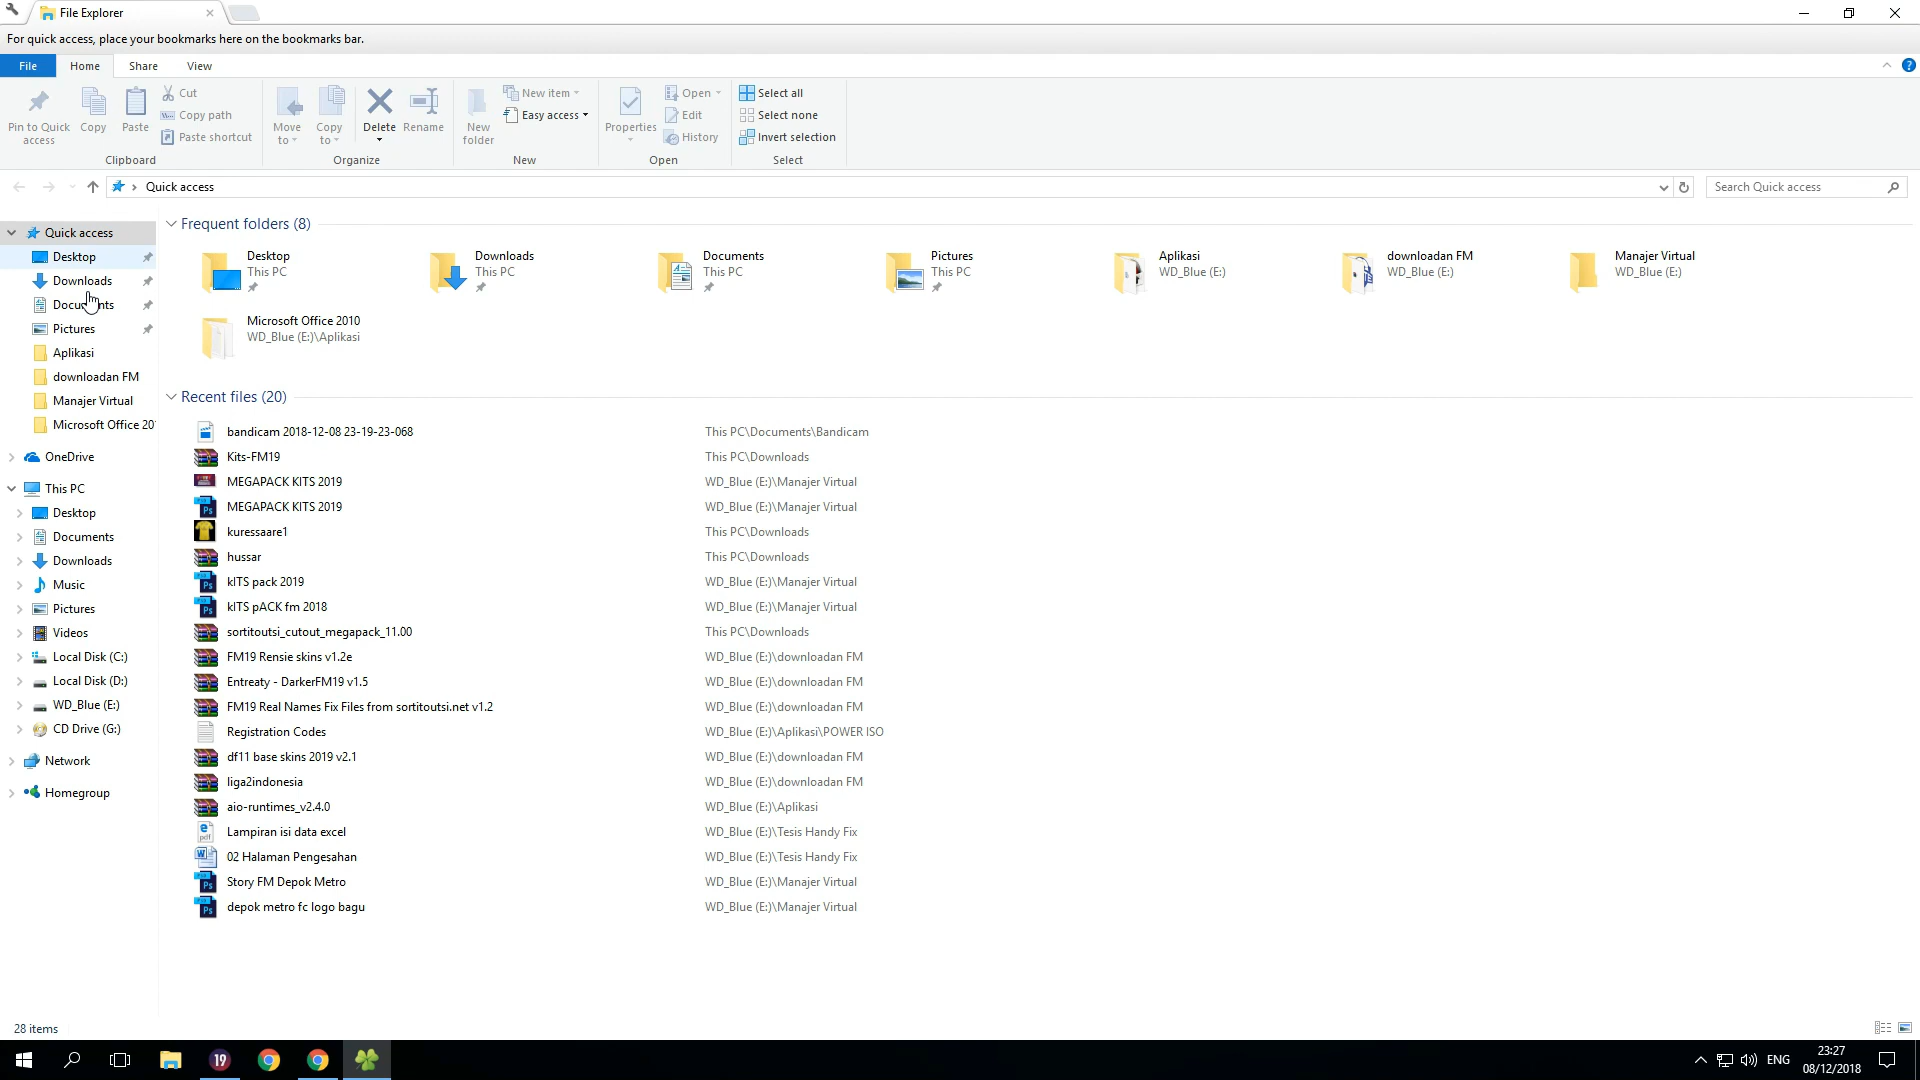 File Explorer
For quick access, place your bookmarks here on the bookmarks bar.
File Home Share View
Pin to Quick access
Copy
Paste
Cut
Copy path
Paste shortcut
Clipboard
Move to
Copy to
Delete
Rename
Organize
New folder
New item
Easy access
New
Properties
Open
Edit
History
Open
Select all
Select none
Invert selection
Select
Quick access
Search Quick access
Quick access
Desktop
Downloads
Documents
Pictures
Aplikasi
downloadan FM
Manajer Virtual
Microsoft Office 20
OneDrive
This PC
Desktop
Documents
Downloads
Music
Pictures
Videos
Local Disk (C:)
Local Disk (D:)
WD_Blue (E:)
CD Drive (G:)
Network
Homegroup
Frequent folders (8)
Desktop
This PC
Downloads
This PC
Documents
This PC
Pictures
This PC
Aplikasi
WD_Blue (E:)
downloadan FM
WD_Blue (E:)
Manajer Virtual
WD_Blue (E:)
Microsoft Office 2010
WD_Blue (E:)\Aplikasi
Recent files (20)
bandicam 2018-12-08 23-19-23-068 This PC\Documents\Bandicam
Kits-FM19 This PC\Downloads
MEGAPACK KITS 2019 WD_Blue (E:)\Manajer Virtual
MEGAPACK KITS 2019 WD_Blue (E:)\Manajer Virtual
kuressaare1 This PC\Downloads
hussar This PC\Downloads
kITS pack 2019 WD_Blue (E:)\Manajer Virtual
kITS pACK fm 2018 WD_Blue (E:)\Manajer Virtual
sortitoutsi_cutout_megapack_11.00 This PC\Downloads
FM19 Rensie skins v1.2e WD_Blue (E:)\downloadan FM
Entreaty - DarkerFM19 v1.5 WD_Blue (E:)\downloadan FM
FM19 Real Names Fix Files from sortitoutsi.net v1.2 WD_Blue (E:)\downloadan FM
Registration Codes WD_Blue (E:)\Aplikasi\POWER ISO
df11 base skins 2019 v2.1 WD_Blue (E:)\downloadan FM
liga2indonesia WD_Blue (E:)\downloadan FM
aio-runtimes_v2.4.0 WD_Blue (E:)\Aplikasi
Lampiran isi data excel WD_Blue (E:)\Tesis Handy Fix
02 Halaman Pengesahan WD_Blue (E:)\Tesis Handy Fix
Story FM Depok Metro WD_Blue (E:)\Manajer Virtual
depok metro fc logo bagu WD_Blue (E:)\Manajer Virtual
28 items
19
ENG
23:27
08/12/2018